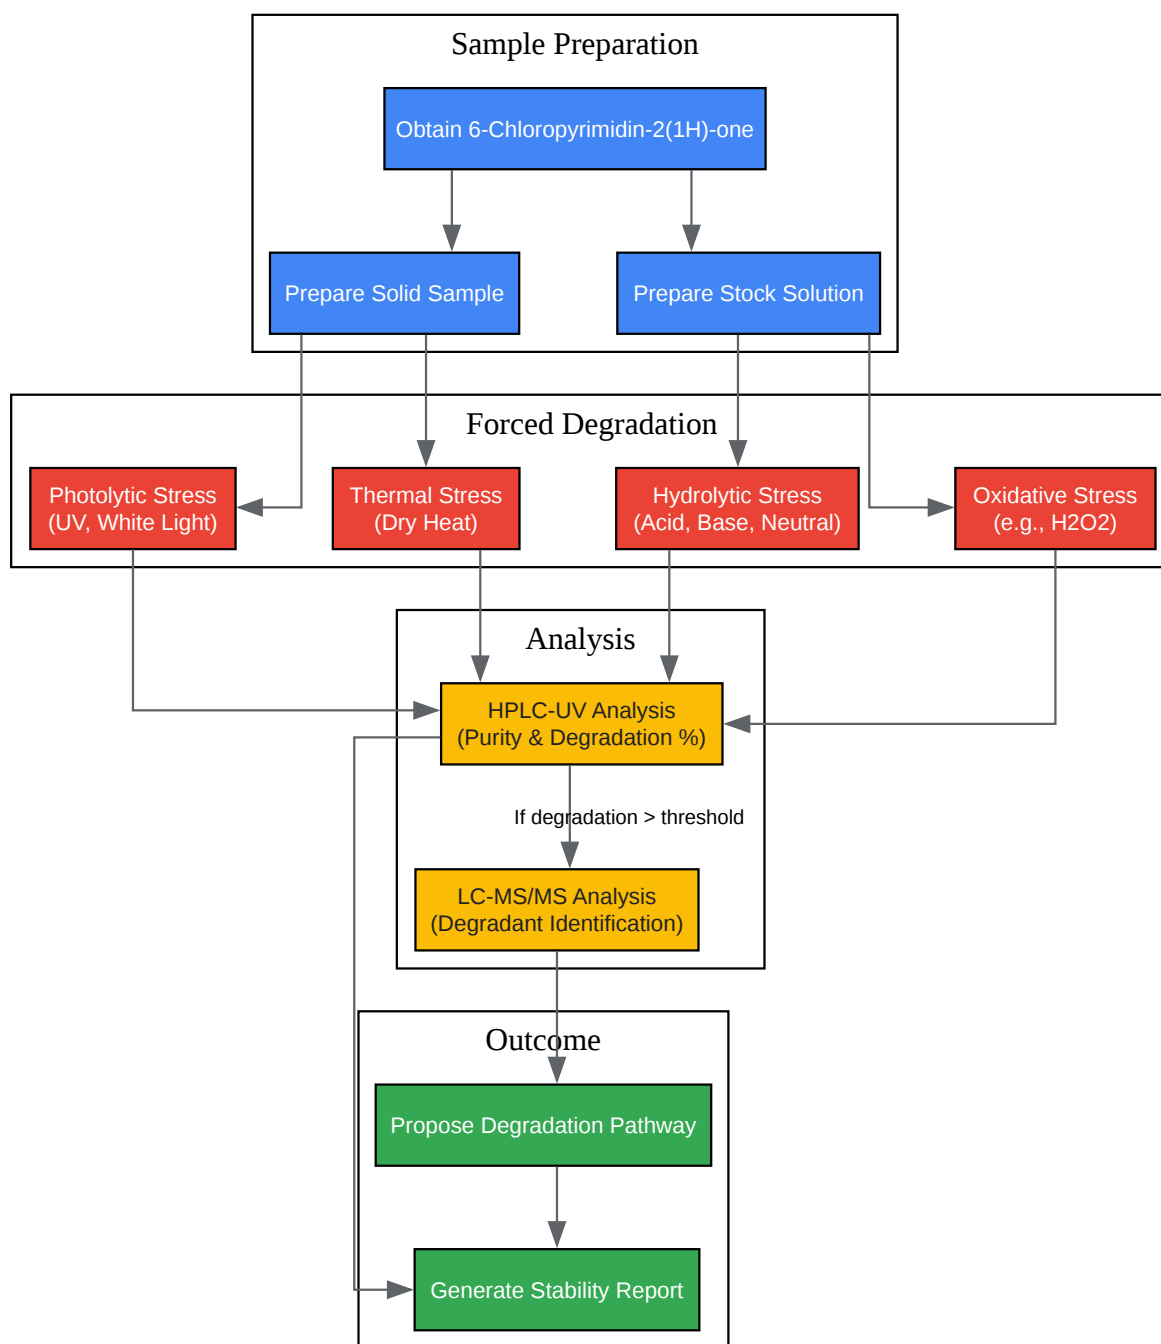 Sample Preparation
Obtain 6-Chloropyrimidin-2(1H)-one
Prepare Solid Sample
Prepare Stock Solution
Forced Degradation
Photolytic Stress
(UV, White Light)
Thermal Stress
(Dry Heat)
Hydrolytic Stress
(Acid, Base, Neutral)
Oxidative Stress
(e.g., H2O2)
Analysis
HPLC-UV Analysis
(Purity & Degradation %)
If degradation > threshold
LC-MS/MS Analysis
(Degradant Identification)
Outcome
Propose Degradation Pathway
Generate Stability Report